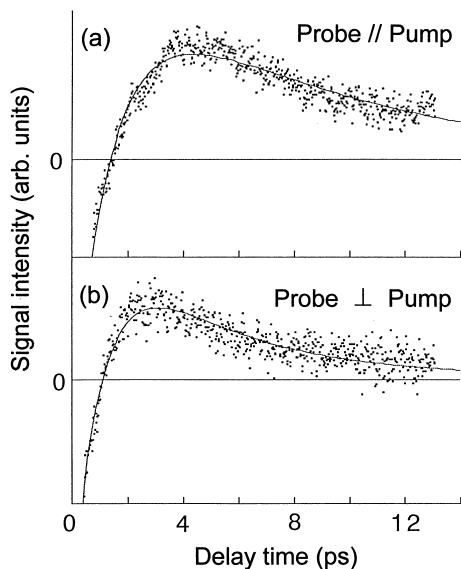 (a)
Probe // Pump
0
Signal intensity (arb. units)
(b)
Probe ⊥ Pump
0
0 4 8 12
Delay time (ps)